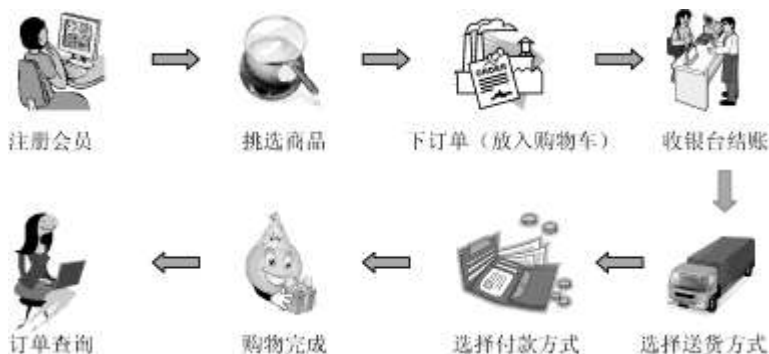 ORDER
注册会员
挑选商品
下订单（放入购物车）
收银台结账
选择送货方式
选择付款方式
购物完成
订单查询